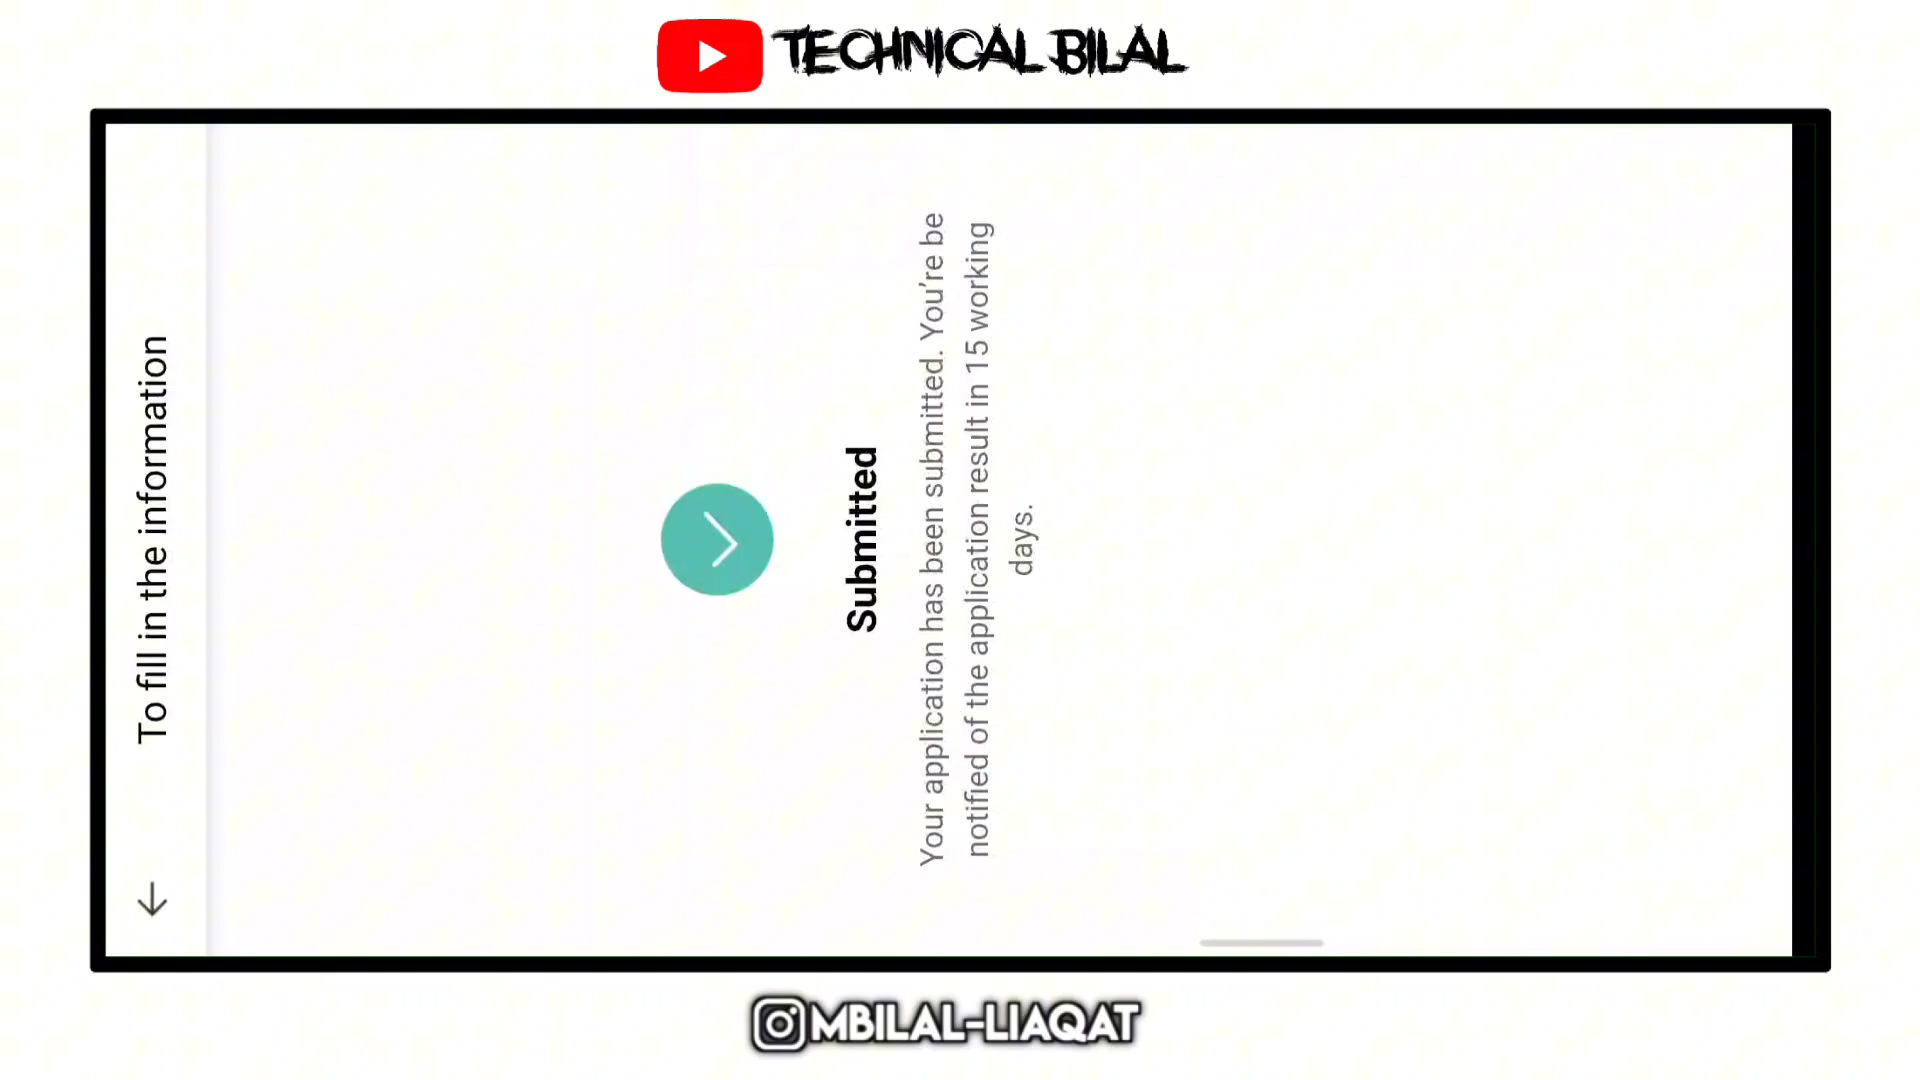 TECHNICAL BILAL
To fill in the information
Submitted
Your application has been submitted. You're be
notified of the application result in 15 working
days.
MBILAL-LIAQAT